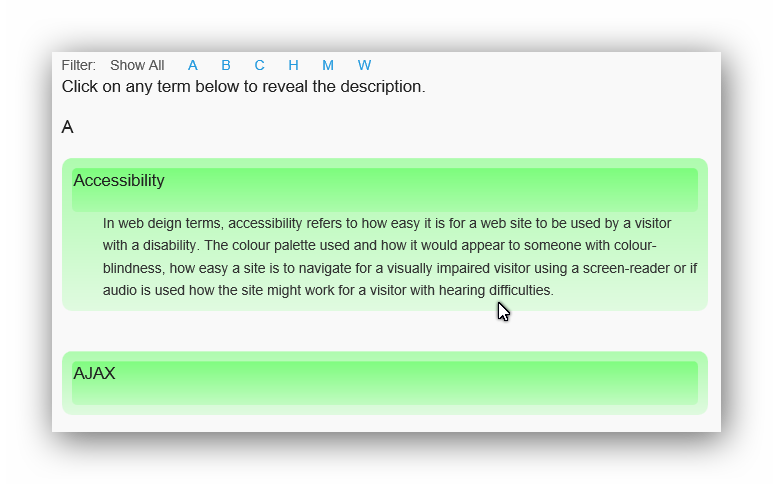 Filter: Show All A B C H M W
Click on any term below to reveal the description.
A
Accessibility
In web deign terms, accessibility refers to how easy it is for a web site to be used by a visitor
with a disability. The colour palette used and how it would appear to someone with colour-
blindness, how easy a site is to navigate for a visually impaired visitor using a screen-reader or if
audio is used how the site might work for a visitor with hearing difficulties.
AJAX